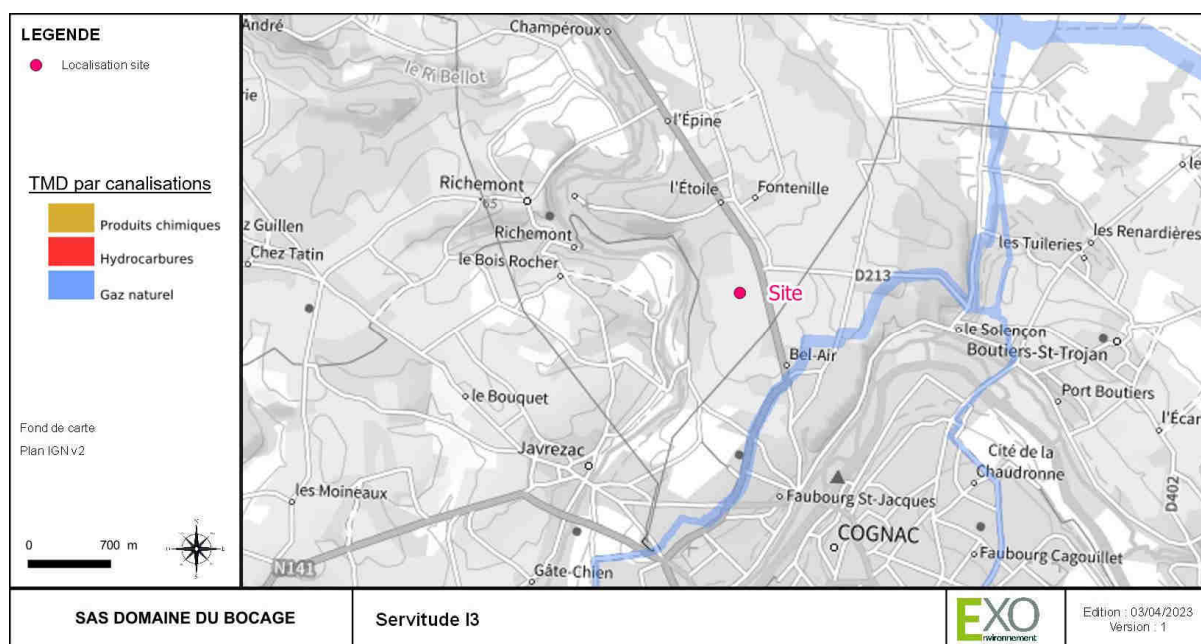 LEGENDE
Localisation site
TMD par canalisations
Produits chimiques
Hydrocarbures
Gaz naturel
Fond de carte
Plan IGN v2
0 700 m
André
Champéroux
le Ri Bellot
rie
l'Épine
Richemont
65
l'Étoile
Fontenille
le
z Guillen
Richemont
les Renardières
les Tuileries
Chez Tatin
le Bois Rocher
D213
Site
le Solençon
Boutiers-St-Trojan
Bel-Air
le Bouquet
Port Boutiers
l'Écar
Javrezac
Cité de la
Chaudronne
les Moineaux
Faubourg St-Jacques
D402
COGNAC
Faubourg Cagouillet
N141
Gâte-Chien
SAS DOMAINE DU BOCAGE
Servitude I3
EXO
nvironnement
Edition : 03/04/2023
Version : 1